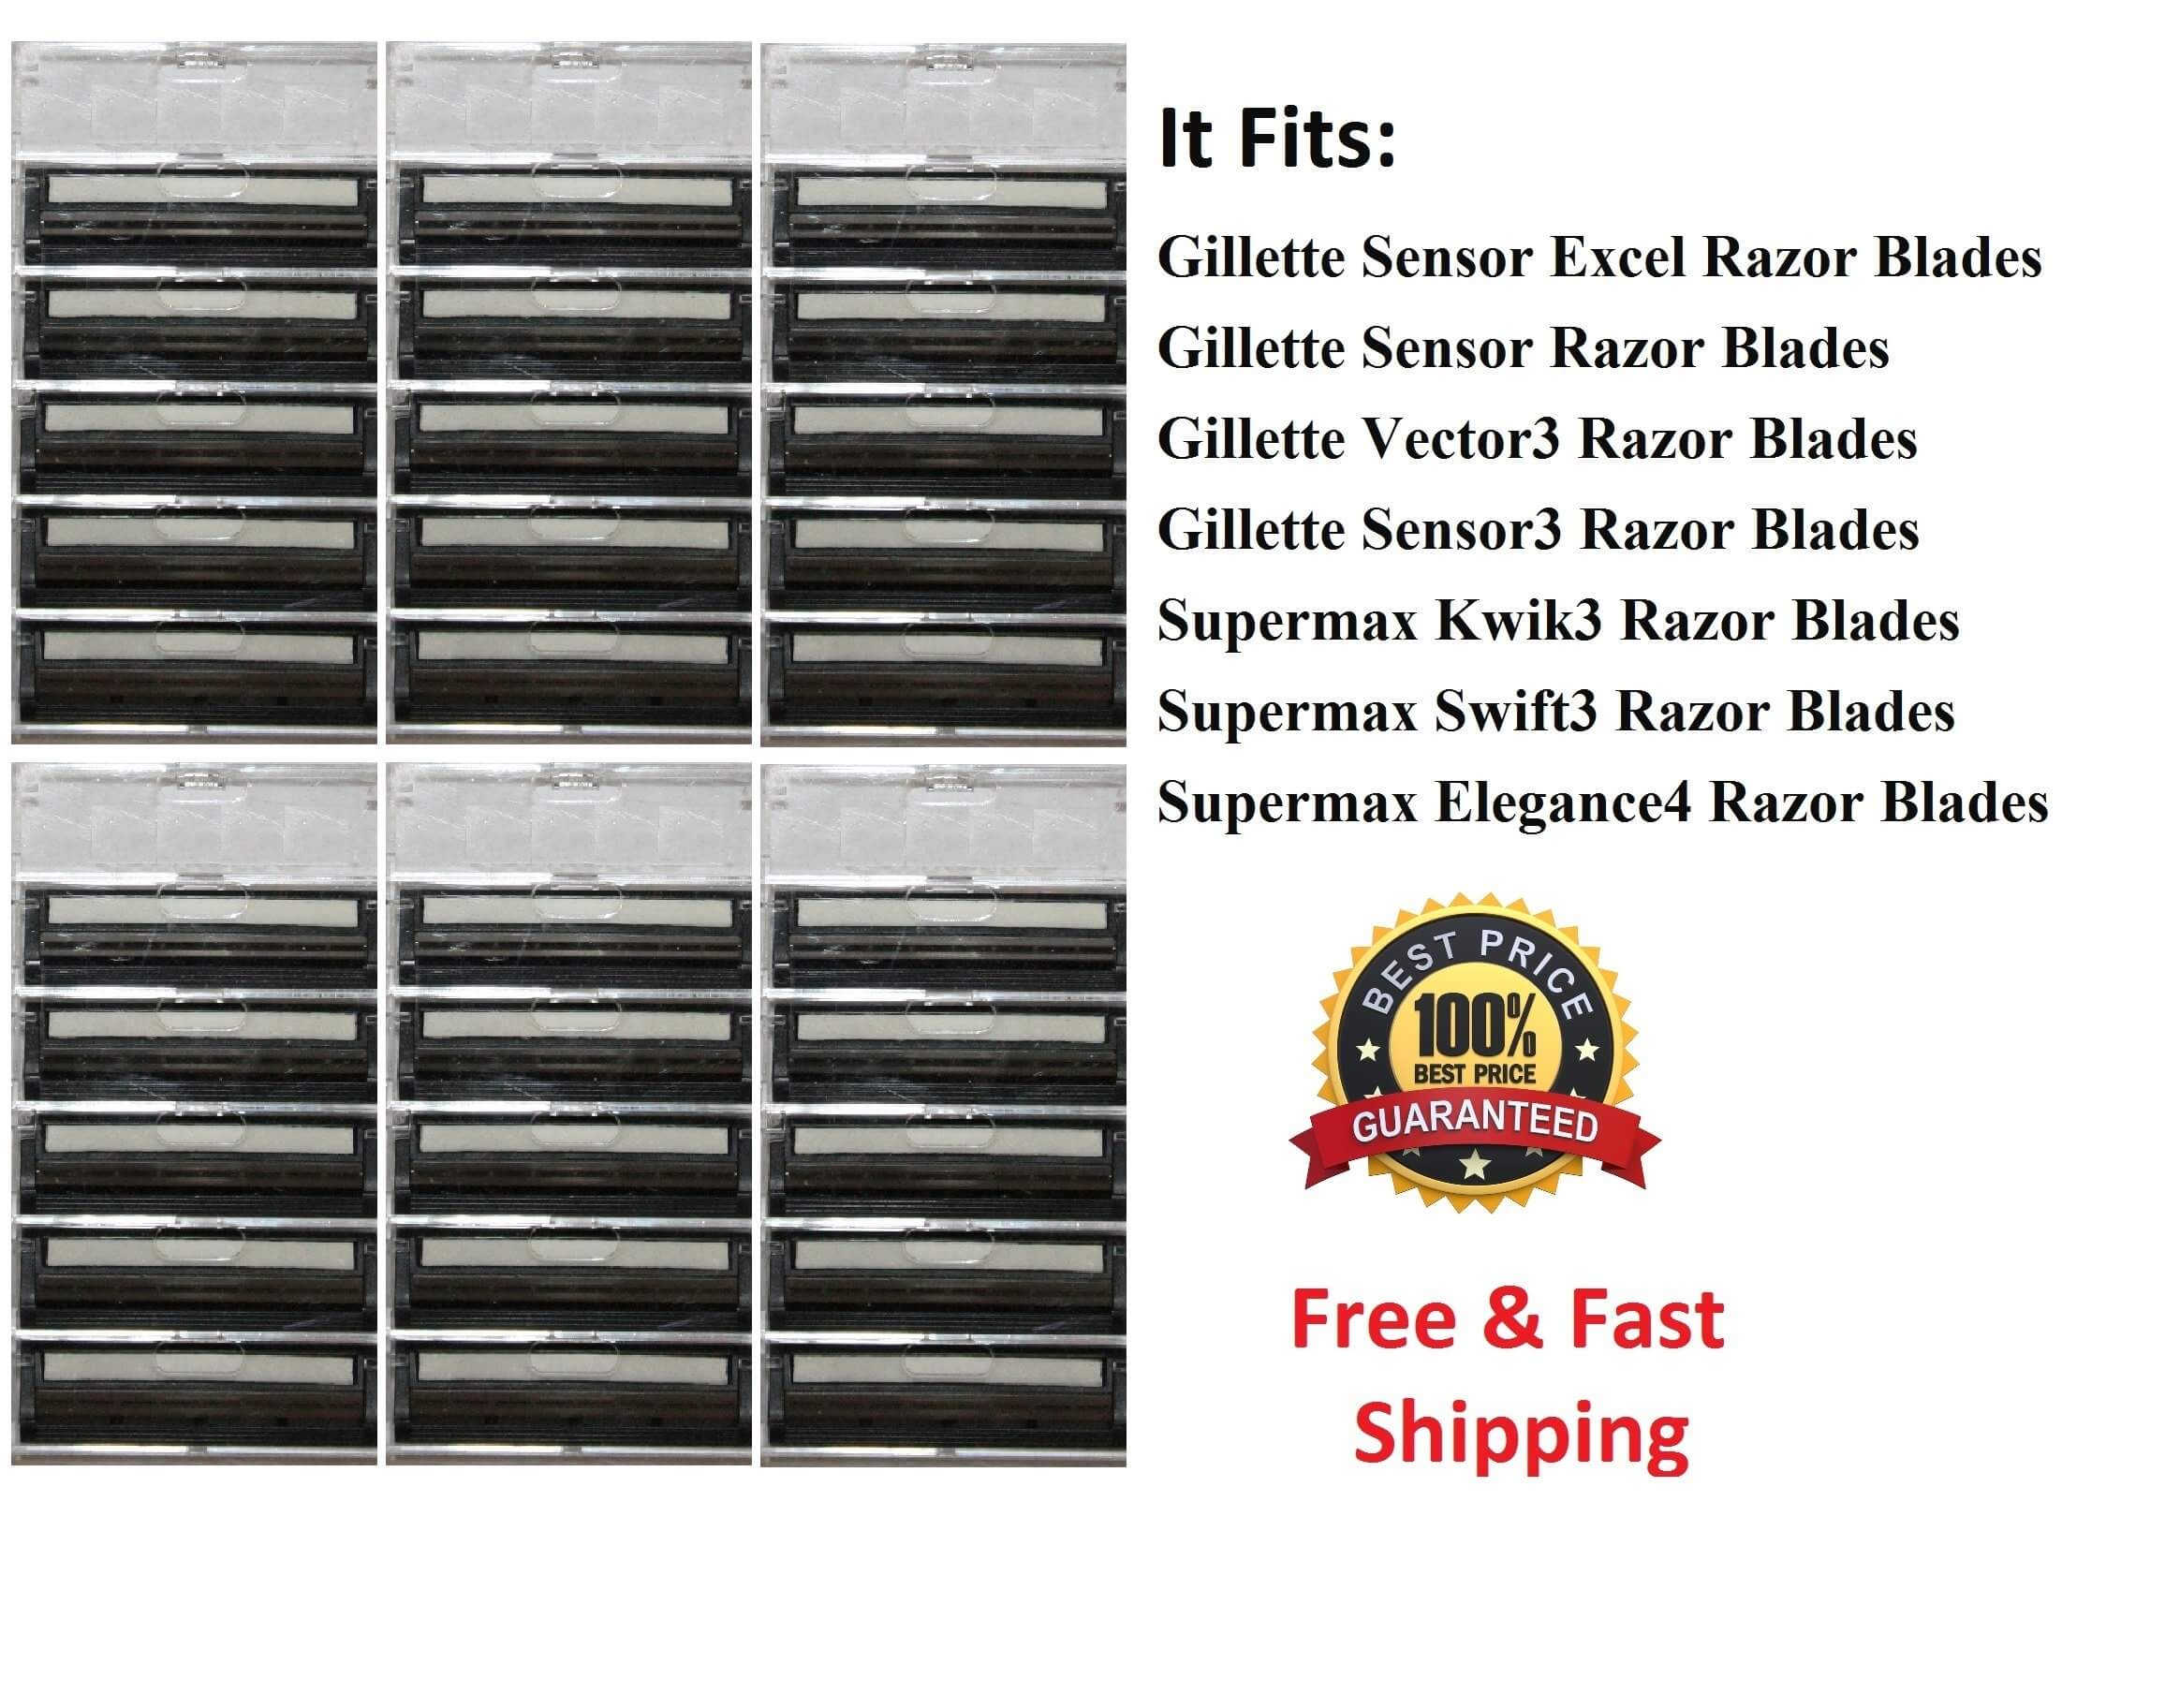 It Fits:
Gillette Sensor Excel Razor Blades
Gillette Sensor Razor Blades
Gillette Vector3 Razor Blades
Gillette Sensor3 Razor Blades
Supermax Kwik3 Razor Blades
Supermax Swift3 Razor Blades
Supermax Elegance4 Razor Blades
BEST PRICE
100%
BEST PRICE
GUARANTEED
Free & Fast
Shipping